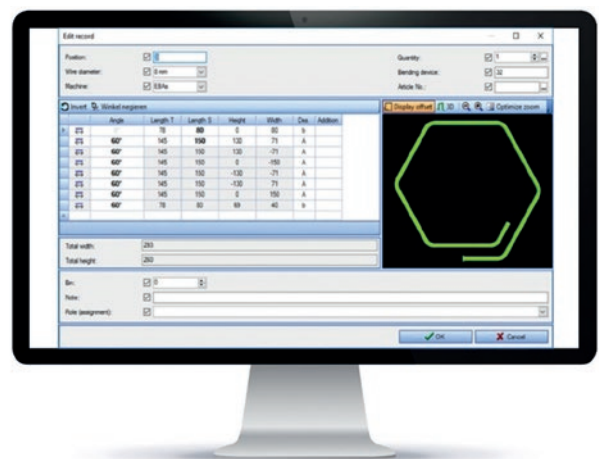 Edit record
Position:
Quantity: 1
Wire diameter: 8 mm
Bending device: 32
Machine:
Article No.:
Invert Winkel negieren
Display offset 3D Optimize zoom
Angle Length T Length S Height Width Des Addition
78 80 0 80 b
60° 145 150 130 71 A
60° 145 150 130 -71 A
60° 145 150 0 -150 A
60° 145 150 -130 -71 A
60° 145 150 -130 71 A
60° 145 150 0 150 A
60° 78 80 69 40 b
Total width:
Total height: 260
Bin: 0
Note:
Role (assignment):
OK Cancel